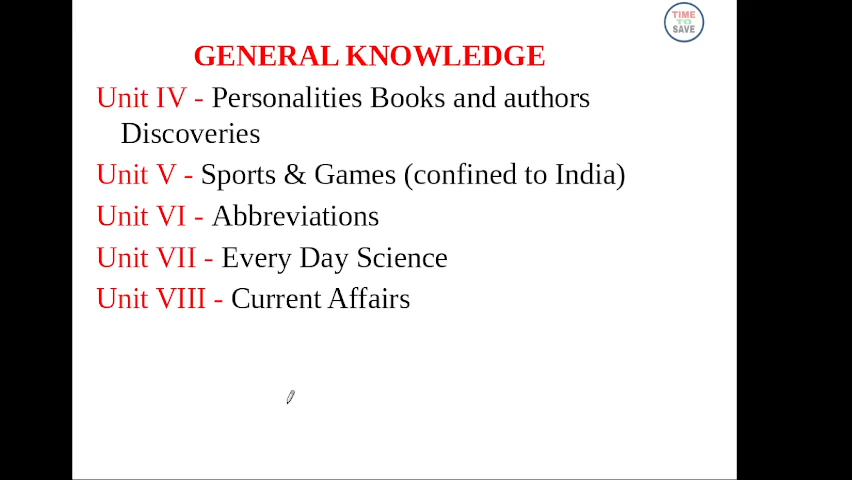 TIME
TO
SAVE
GENERAL KNOWLEDGE
Unit IV - Personalities Books and authors
Discoveries
Unit V - Sports & Games (confined to India)
Unit VI - Abbreviations
Unit VII - Every Day Science
Unit VIII - Current Affairs